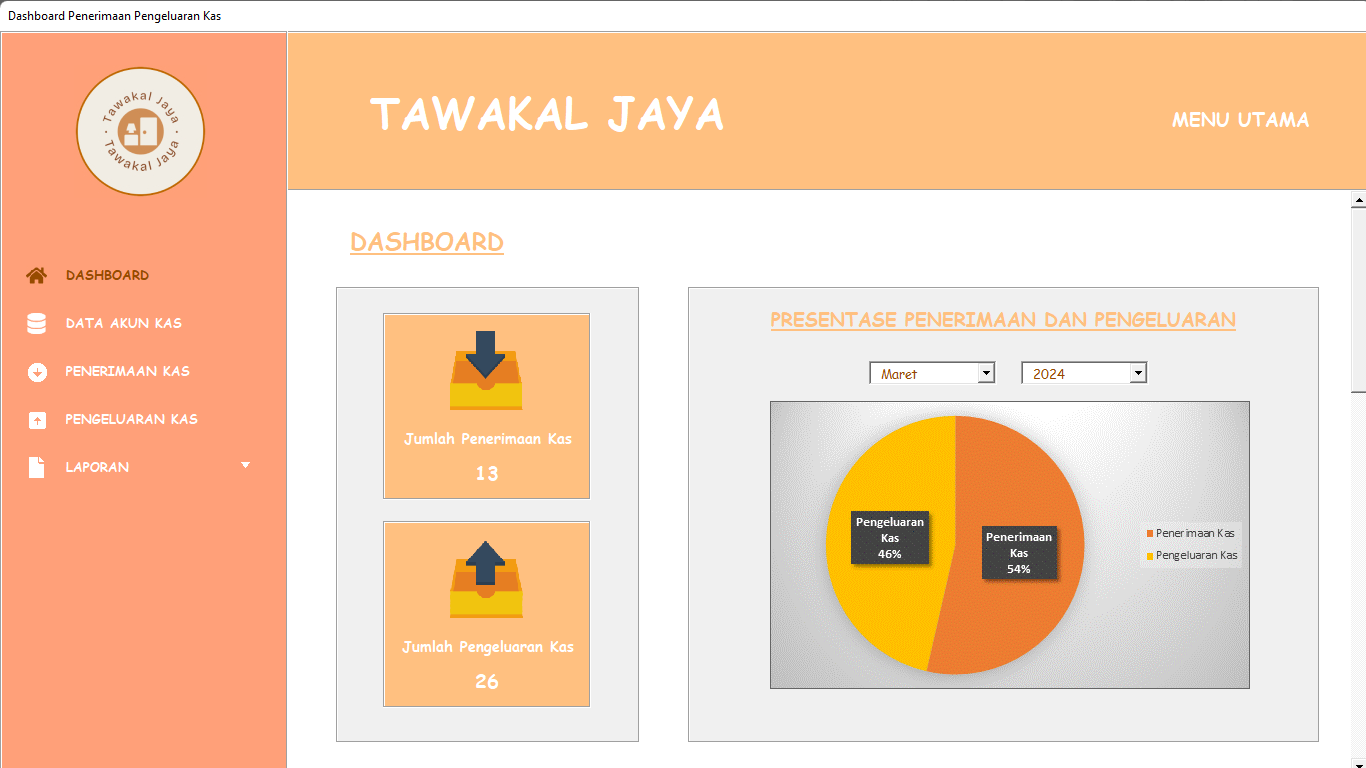 Dashboard Penerimaan Pengeluaran Kas
Tawakal Jaya
Tawakal Jaya
TAWAKAL JAYA
MENU UTAMA
DASHBOARD
DATA AKUN KAS
PENERIMAAN KAS
PENGELUARAN KAS
LAPORAN
DASHBOARD
Jumlah Penerimaan Kas
13
Jumlah Pengeluaran Kas
26
PRESENTASE PENERIMAAN DAN PENGELUARAN
Maret
2024
Pengeluaran
Kas
46%
Penerimaan
Kas
54%
Penerimaan Kas
Pengeluaran Kas